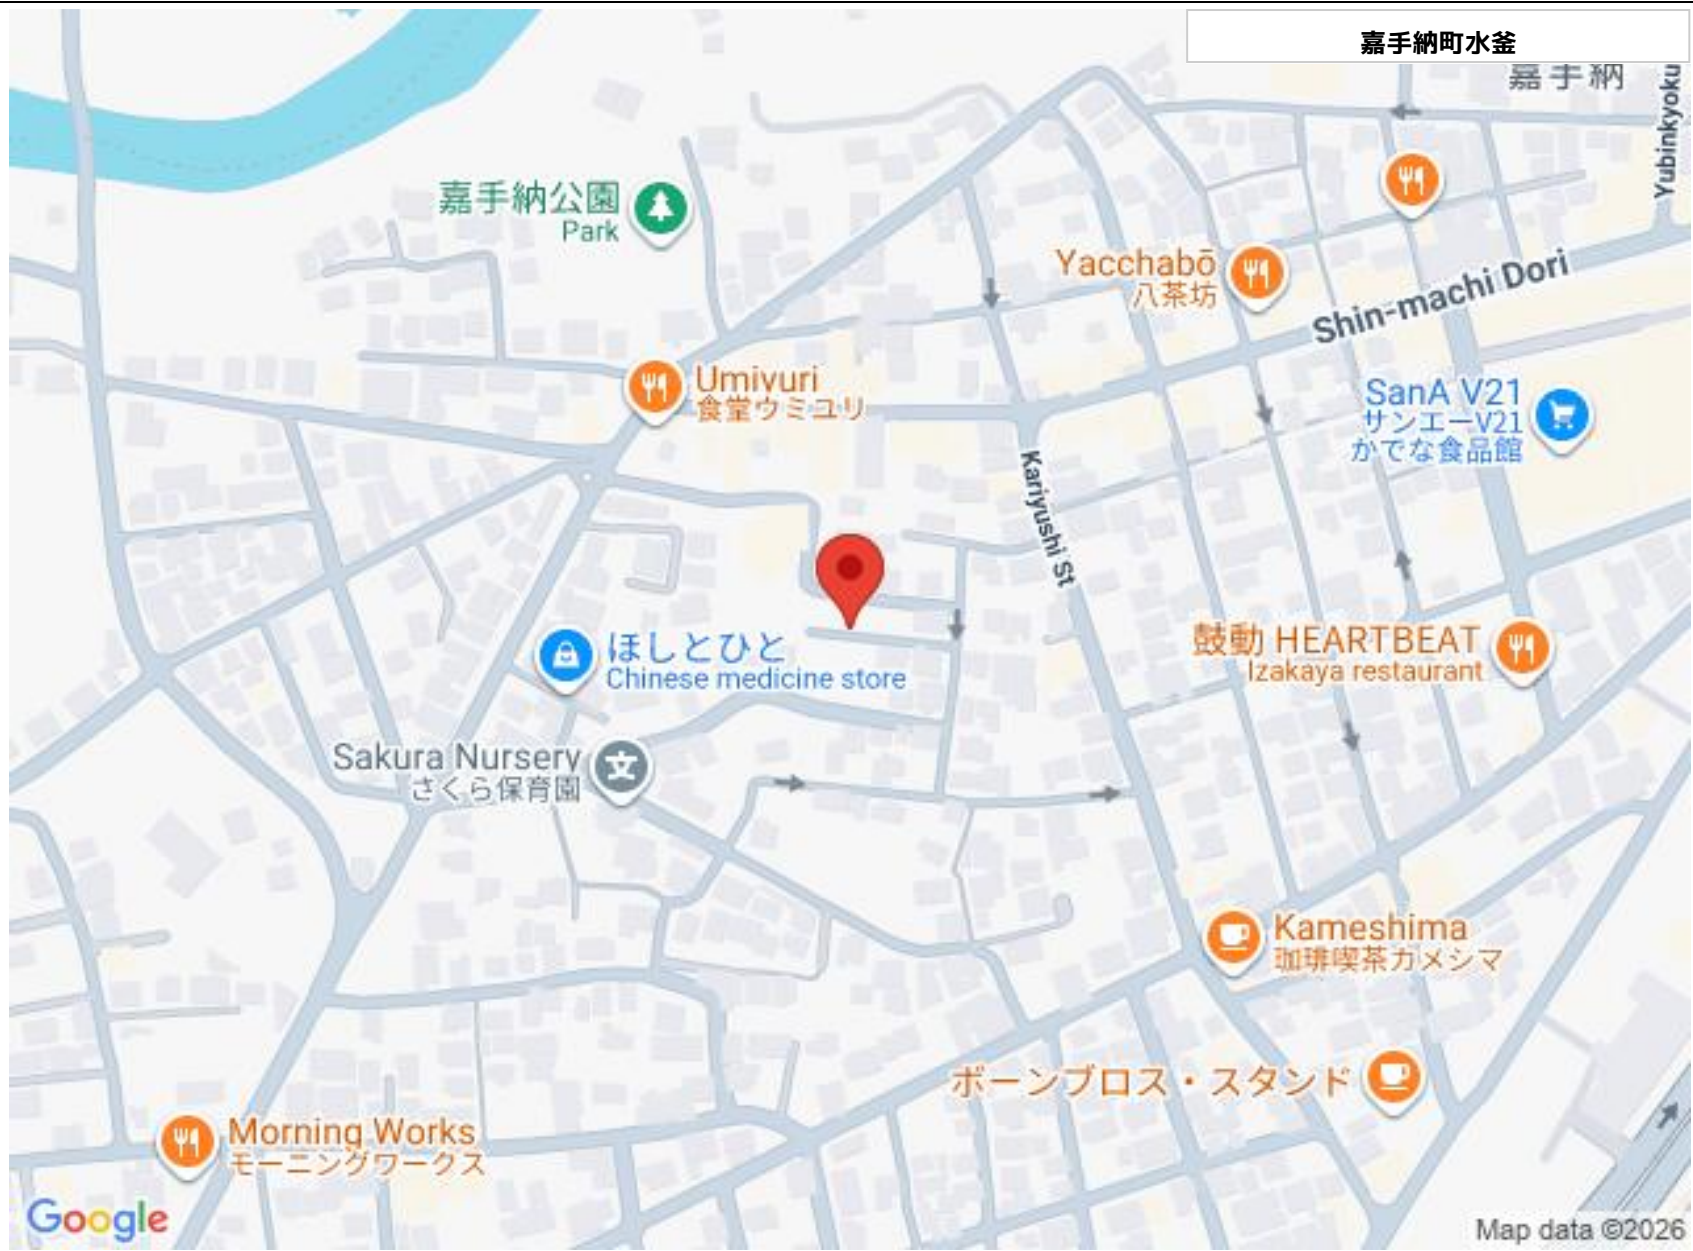 嘉手納町水釜
嘉手納
Yubinkyoku
嘉手納公園
Park
Yacchabō
八茶坊
Shin-machi Dori
Umiyuri
食堂ウミユリ
SanA V21
サンエーV21
かでな食品館
Kariyushi St
ほしとひと
Chinese medicine store
鼓動 HEARTBEAT
Izakaya restaurant
Sakura Nursery
さくら保育園
文
Kameshima
珈琲喫茶カメシマ
ボーンブロス・スタンド
Morning Works
モーニングワークス
Google
Map data ©2026